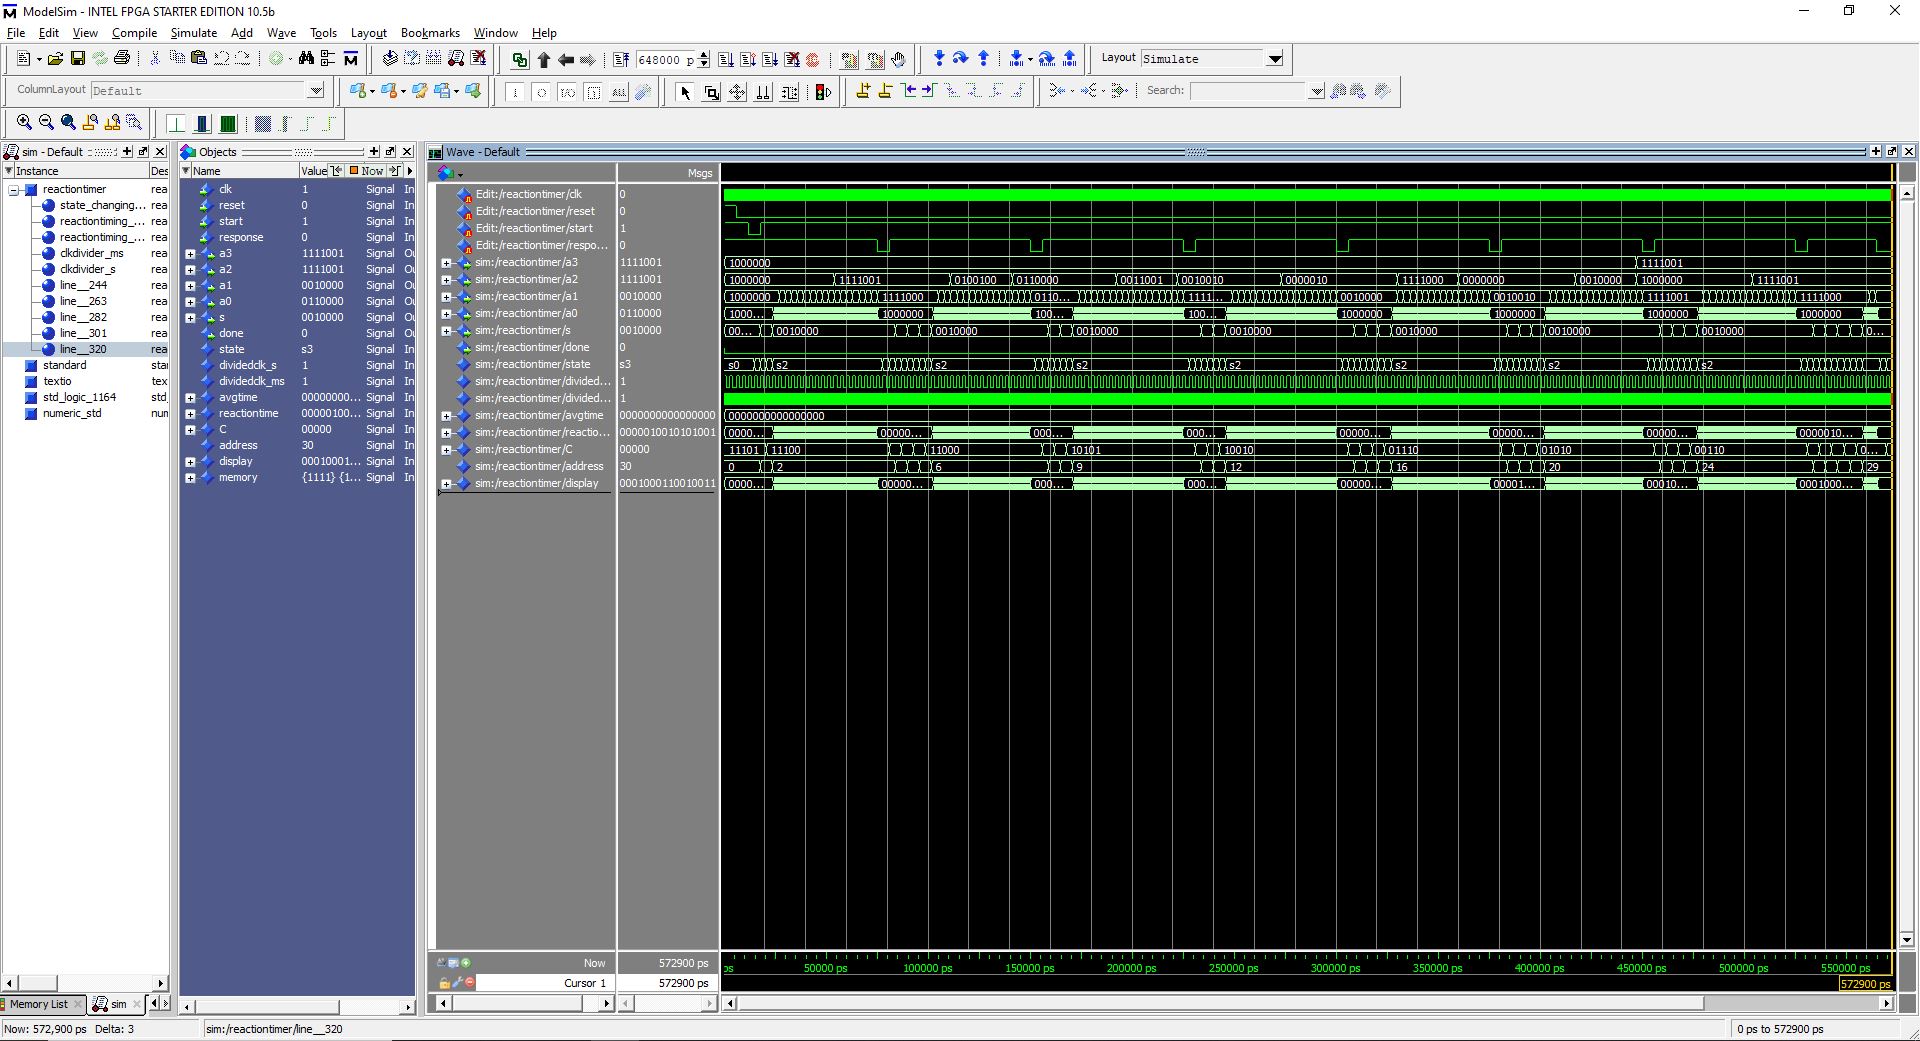 ModelSim - INTEL FPGA STARTER EDITION 10.5b
File Edit View Compile Simulate Add Wave Tools Layout Bookmarks Window Help
648000 p
Layout Simulate
ColumnLayout Default
Search:
sim - Default
Instance Des
reactiontimer rea
state_changing... rea
reactiontiming_... rea
reactiontiming_... rea
clkdivider_ms rea
clkdivider_s rea
line__244 rea
line__263 rea
line__282 rea
line__301 rea
line__320 rea
standard sta
textio tex
std_logic_1164 std_
numeric_std num
Memory List sim
Objects
Name Value Now
clk 1 Signal In
reset 0 Signal In
start 1 Signal In
response 0 Signal In
a3 1111001 Signal Ou
a2 1111001 Signal Ou
a1 0010000 Signal Ou
a0 0110000 Signal Ou
s 0010000 Signal Ou
done 0 Signal Ou
state s3 Signal Int
dividedclk_s 1 Signal Int
dividedclk_ms 1 Signal Int
avgtime 00000000... Signal Int
reactiontime 00000100... Signal Int
C 00000 Signal Int
address 30 Signal Int
display 00010001... Signal Int
memory {1111} {1... Signal Int
Wave - Default
Msgs
Edit:/reactiontimer/clk 0
Edit:/reactiontimer/reset 0
Edit:/reactiontimer/start 1
Edit:/reactiontimer/respo... 0
sim:/reactiontimer/a3 1111001 1000000 1111001
sim:/reactiontimer/a2 1111001 1000000 1111001 0100100 0110000 0011001 0010010 0000010 1111000 0000000 0010000 1000000 1111001
sim:/reactiontimer/a1 0010000 1000000 1111000 0110... 1111... 0010000 0010010 1111001 1111000
sim:/reactiontimer/a0 0110000 1000... 1000000 100... 100... 1000000 1000000 1000000 1000000
sim:/reactiontimer/s 0010000 00... 0010000 0010000 0010000 0010000 0010000 0010000 0010000 0...
sim:/reactiontimer/done 0
sim:/reactiontimer/state s3 s0 s2 s2 s2 s2 s2 s2 s2
sim:/reactiontimer/divided... 1
sim:/reactiontimer/divided... 1
sim:/reactiontimer/avgtime 0000000000000000 0000000000000000
sim:/reactiontimer/reactio... 0000010010101001 0000... 00000... 000... 000... 00000... 0000... 00000... 0000010...
sim:/reactiontimer/C 00000 11101 11100 11000 10101 10010 01110 01010 00110 0...
sim:/reactiontimer/address 30 0 2 6 9 12 16 20 24 29
sim:/reactiontimer/display 0001000110010011 0000... 00000... 000... 000... 00000... 00001... 00010... 0001000...
Now 572900 ps ps 50000 ps 100000 ps 150000 ps 200000 ps 250000 ps 300000 ps 350000 ps 400000 ps 450000 ps 500000 ps 550000 ps
Cursor 1 572900 ps 572900 ps
Now: 572,900 ps Delta: 3 sim:/reactiontimer/line__320 0 ps to 572900 ps